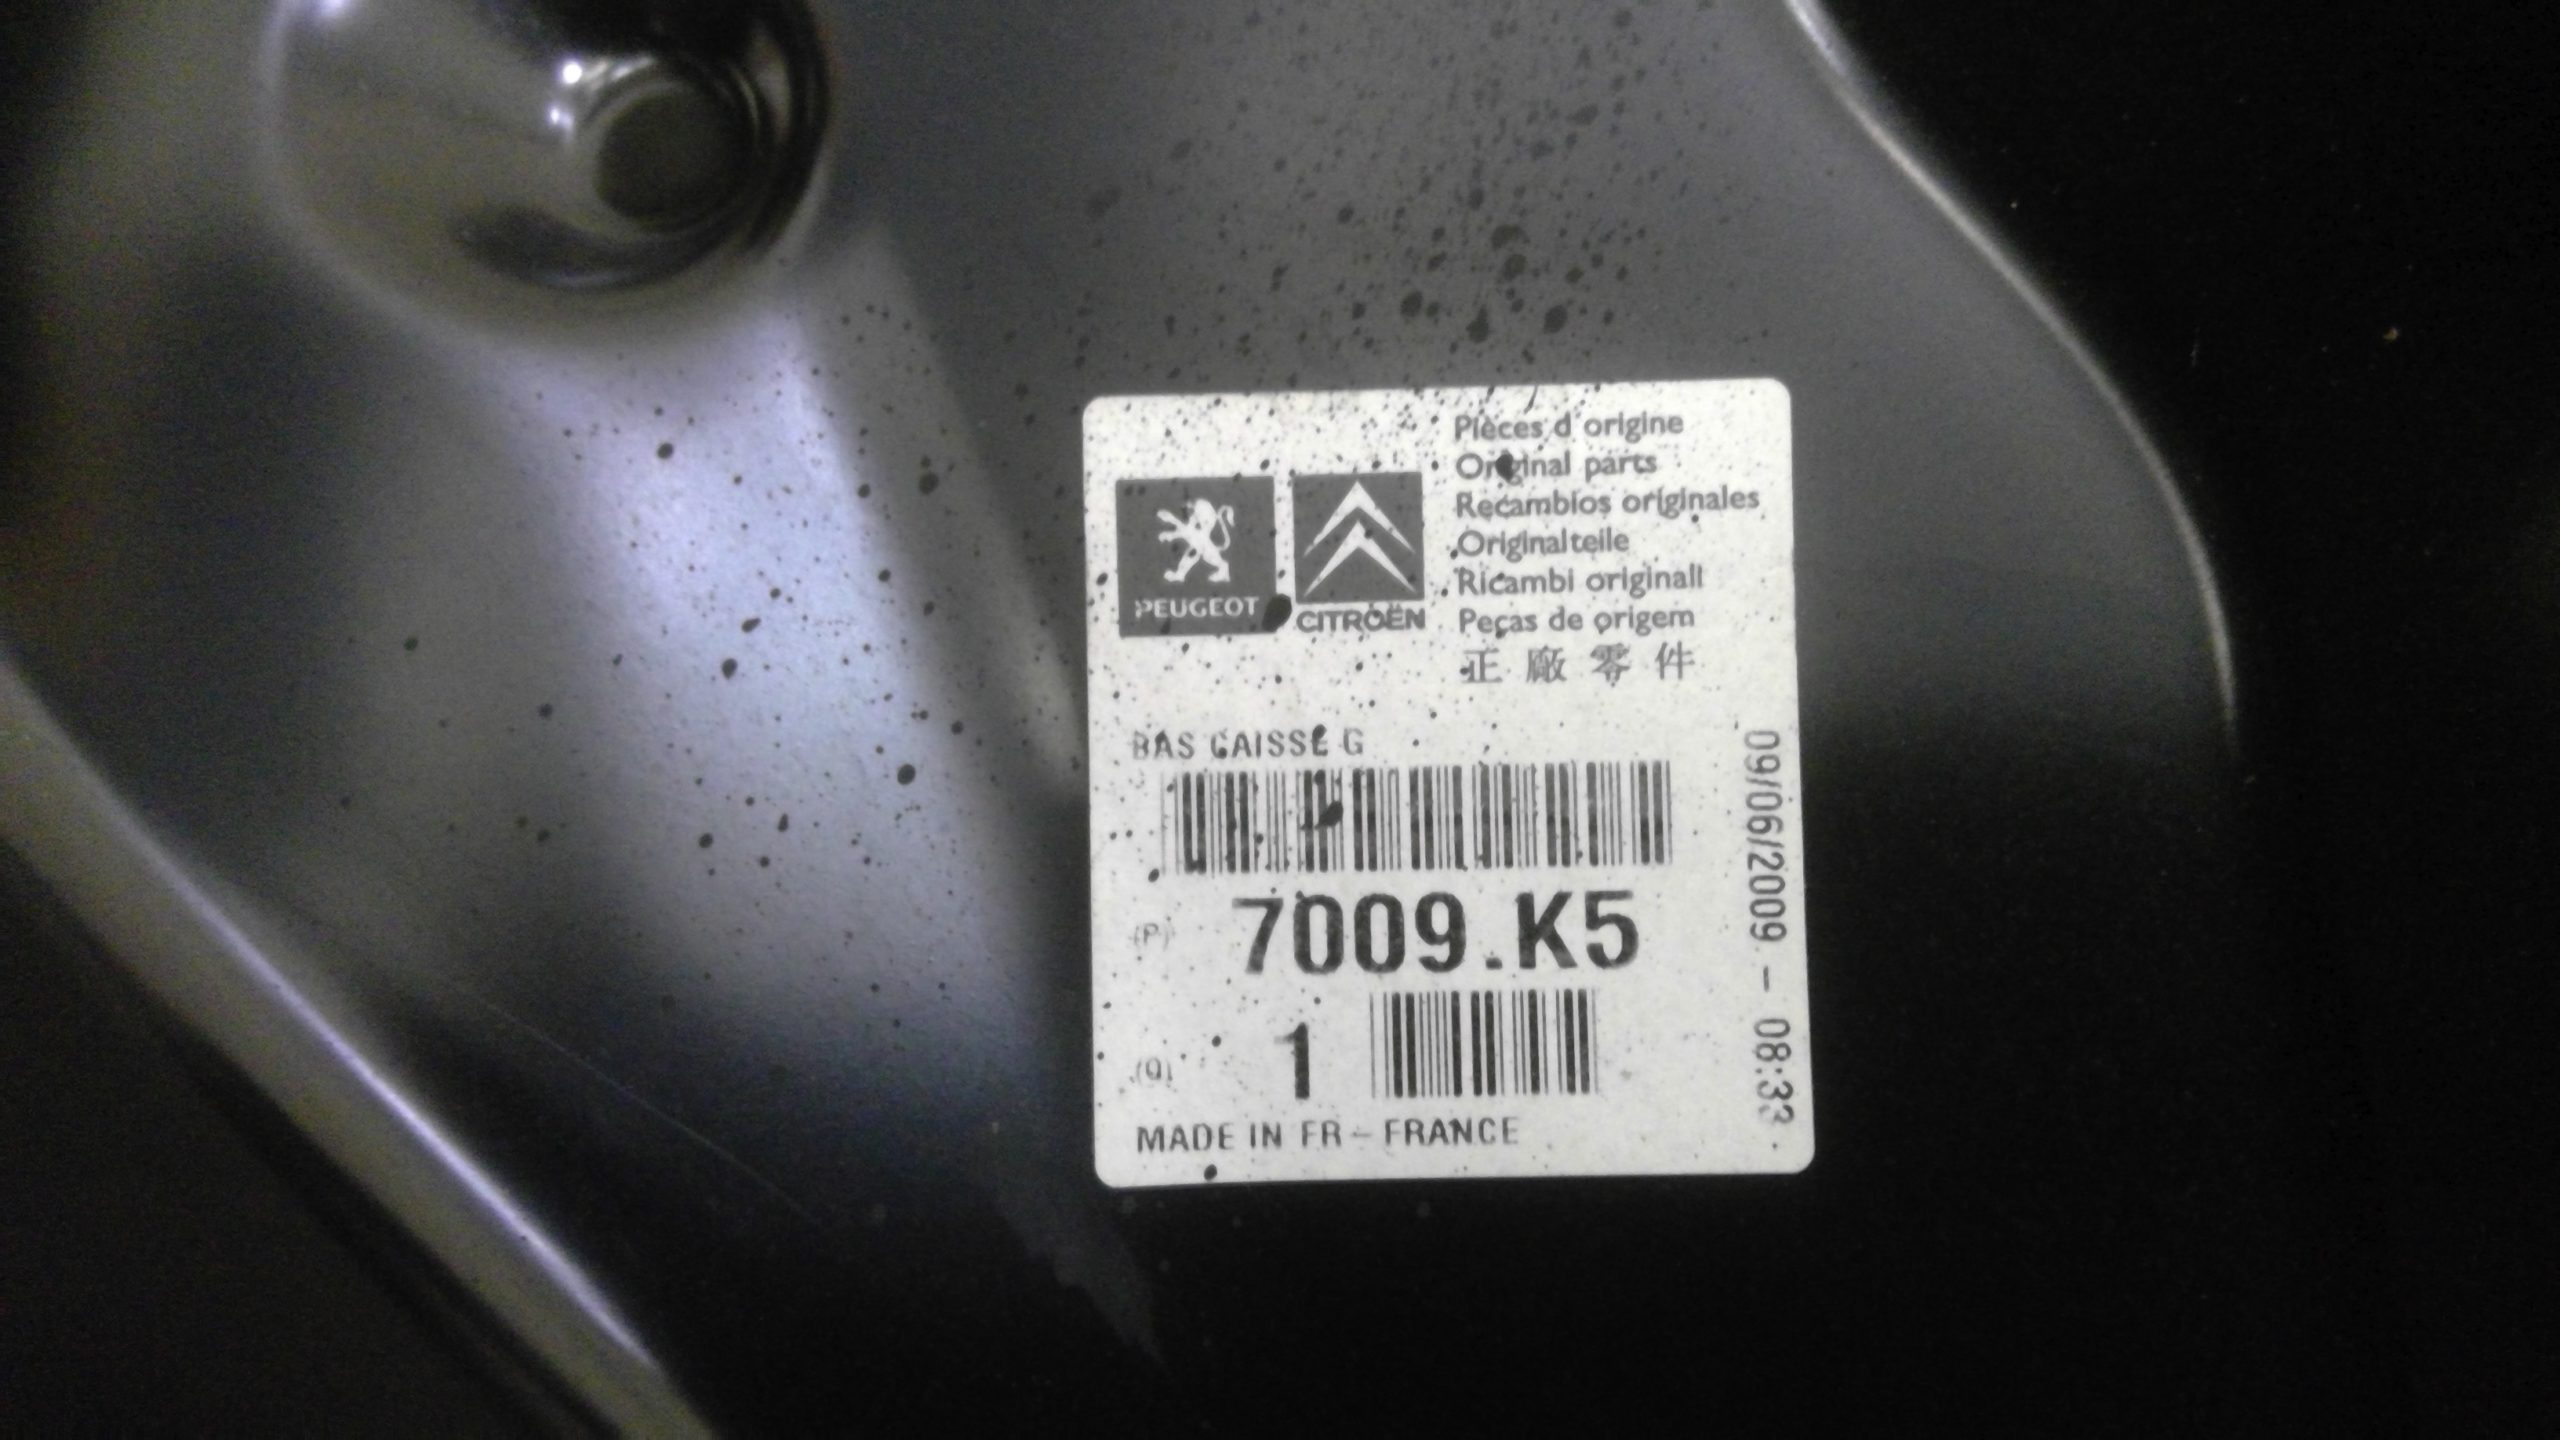 Pièces d'origine
Original parts
Recambios originales
Originalteile
Ricambi originali
Peças de origem
正廠零件
PEUGEOT
CITROËN
BAS CAISSE G
(P) 7009.K5
(Q) 1
MADE IN FR - FRANCE
09/06/2009 - 08:33